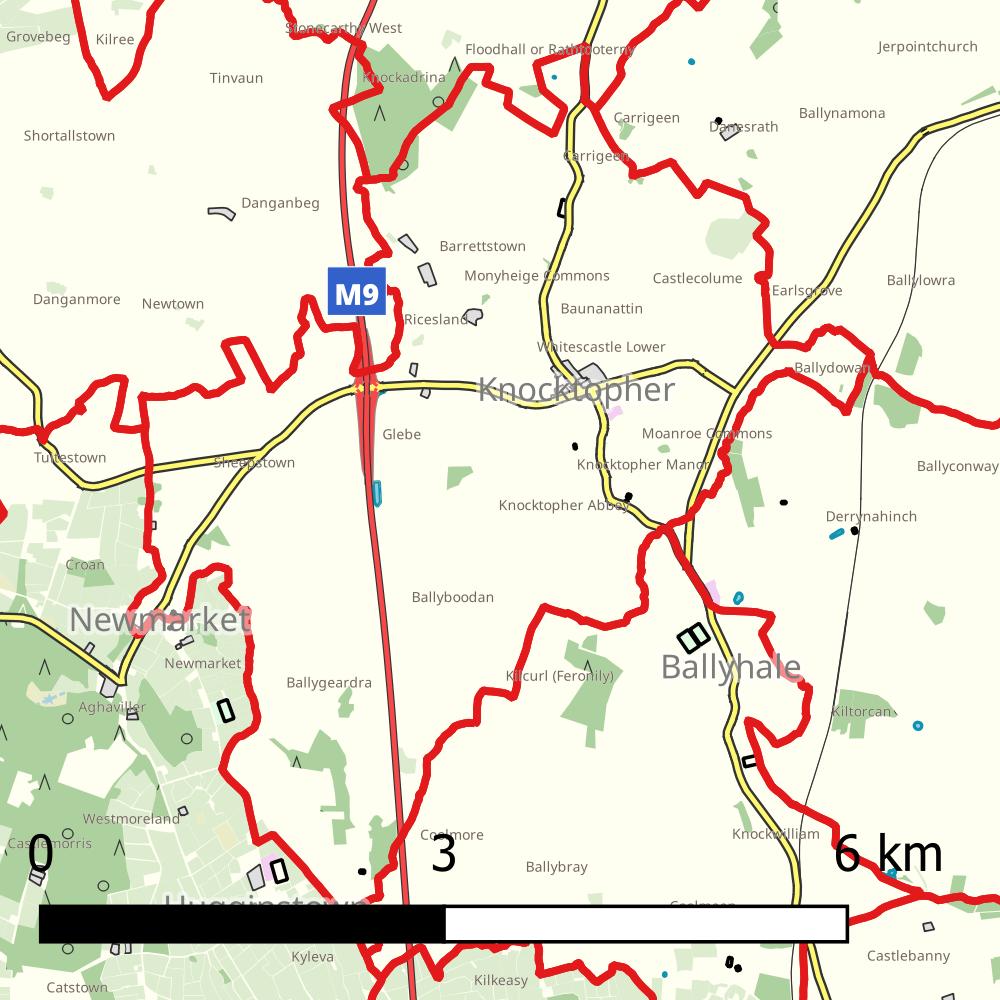 Stonecarthy West
Grovebeg
Kilree
Jerpointchurch
Floodhall or Rathpooterny
Tinvaun
Knockadrina
Ballynamona
Carrigeen
Danesrath
Shortallstown
Carrigeen
Danganbeg
Barrettstown
Monyheige Commons
Castlecolume
Ballylowra
Earlsgrove
M9
Danganmore
Newtown
Baunanattin
Ricesland
Whitescastle Lower
Ballydowan
Knocktopher
Glebe
Moanroe Commons
Tullestown
Sheepstown
Knocktopher Manor
Ballyconway
Knocktopher Abbey
Derrynahinch
Croan
Ballyboodan
Newmarket
Newmarket
Ballyhale
Kilcurl (Feronily)
Ballygeardra
Aghaviller
Kiltorcan
Westmoreland
Coolmore
Knockwilliam
Castlemorris
0
3
6 km
Ballybray
Hugginstown
Kyleva
Castlebanny
Kilkeasy
Catstown